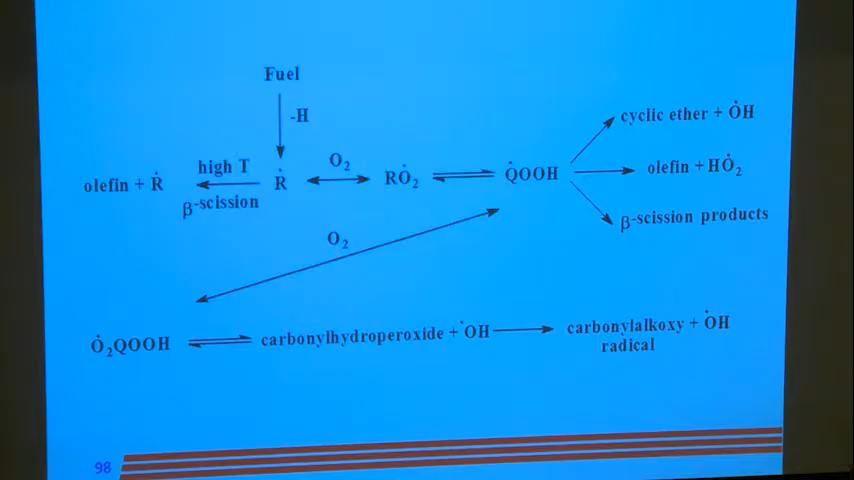 Fuel
-H
cyclic ether + ȮH
high T
O₂
olefin + Ṙ
Ṙ
RȮ₂
Q̇OOH
olefin + HȮ₂
β-scission
β-scission products
O₂
Ȯ₂QOOH
carbonylhydroperoxide + ˙OH
carbonylalkoxy + ȮH
radical
98